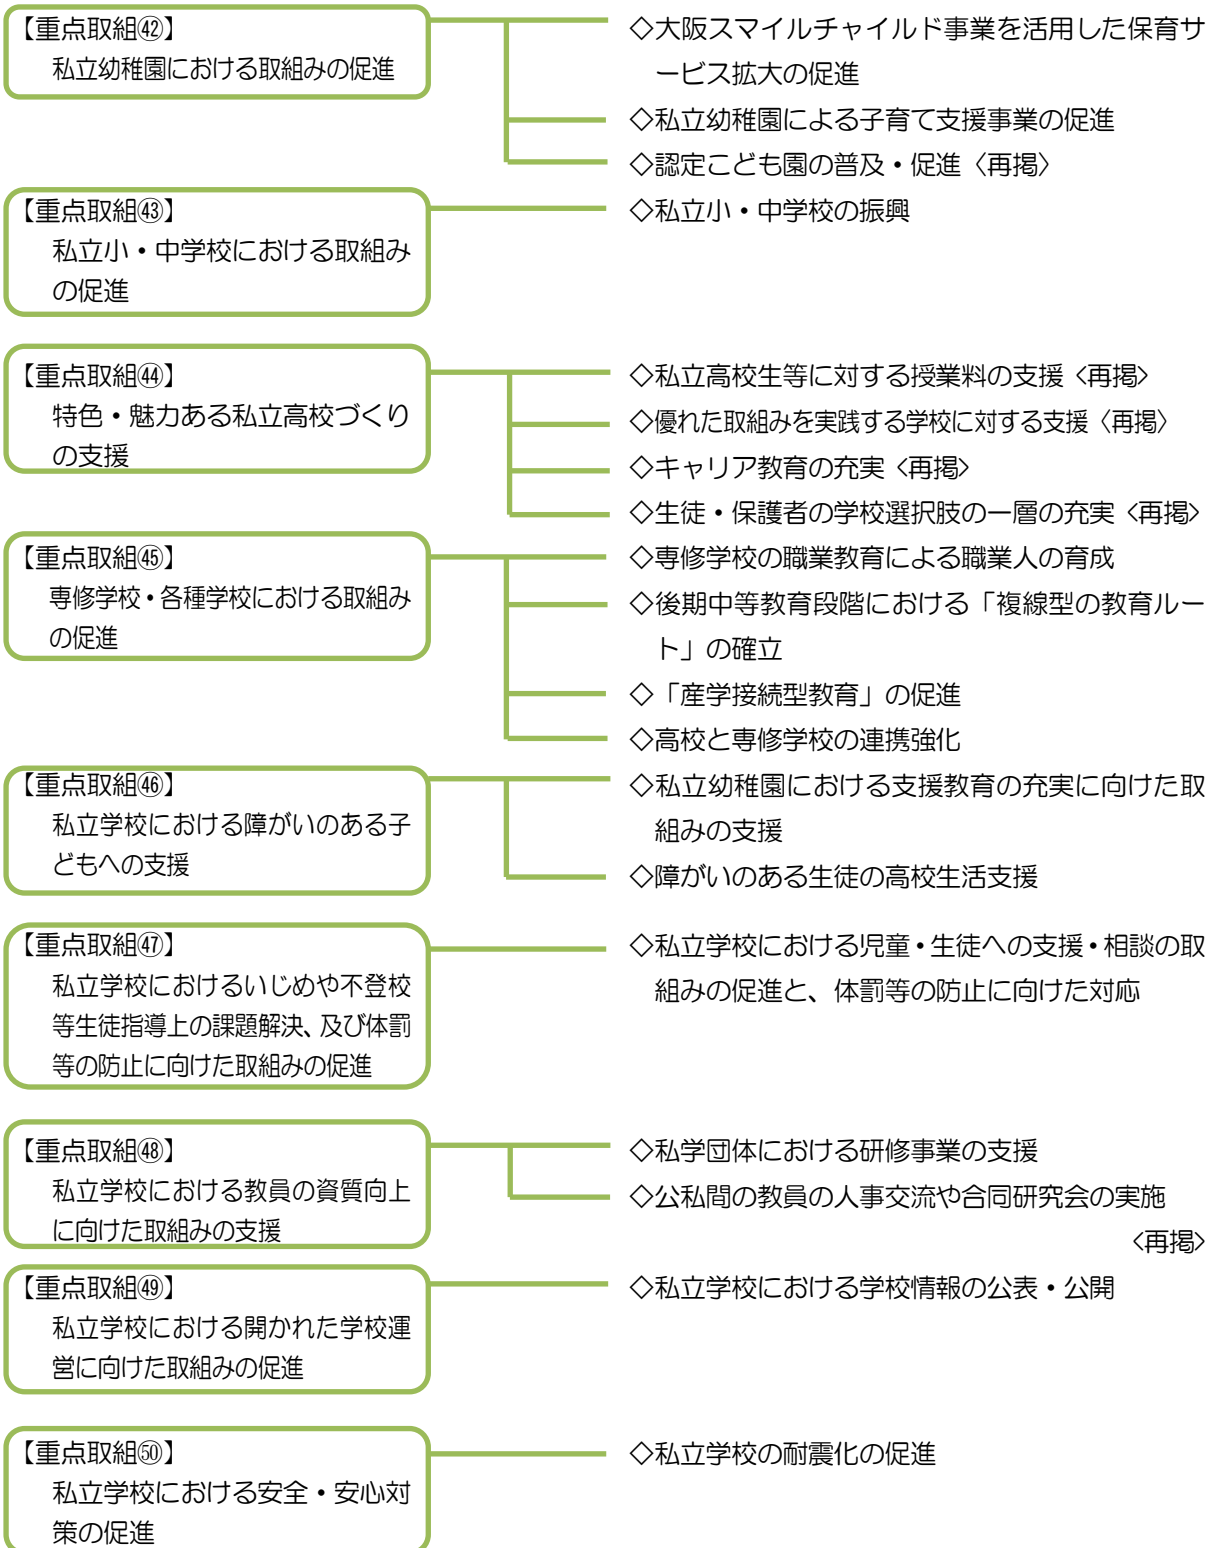 【重点取組㊷】
私立幼稚園における取組みの促進
◇大阪スマイルチャイルド事業を活用した保育サ
ービス拡大の促進
◇私立幼稚園による子育て支援事業の促進
◇認定こども園の普及・促進〈再掲〉
【重点取組㊸】
私立小・中学校における取組み
の促進
◇私立小・中学校の振興
【重点取組㊹】
特色・魅力ある私立高校づくり
の支援
◇私立高校生等に対する授業料の支援〈再掲〉
◇優れた取組みを実践する学校に対する支援〈再掲〉
◇キャリア教育の充実〈再掲〉
◇生徒・保護者の学校選択肢の一層の充実〈再掲〉
【重点取組㊺】
専修学校・各種学校における取組み
の促進
◇専修学校の職業教育による職業人の育成
◇後期中等教育段階における「複線型の教育ルー
ト」の確立
◇「産学接続型教育」の促進
◇高校と専修学校の連携強化
【重点取組㊻】
私立学校における障がいのある子
どもへの支援
◇私立幼稚園における支援教育の充実に向けた取
組みの支援
◇障がいのある生徒の高校生活支援
【重点取組㊼】
私立学校におけるいじめや不登校
等生徒指導上の課題解決、及び体罰
等の防止に向けた取組みの促進
◇私立学校における児童・生徒への支援・相談の取
組みの促進と、体罰等の防止に向けた対応
【重点取組㊽】
私立学校における教員の資質向上
に向けた取組みの支援
◇私学団体における研修事業の支援
◇公私間の教員の人事交流や合同研究会の実施
〈再掲〉
【重点取組㊾】
私立学校における開かれた学校運
営に向けた取組みの促進
◇私立学校における学校情報の公表・公開
【重点取組㊿】
私立学校における安全・安心対
策の促進
◇私立学校の耐震化の促進